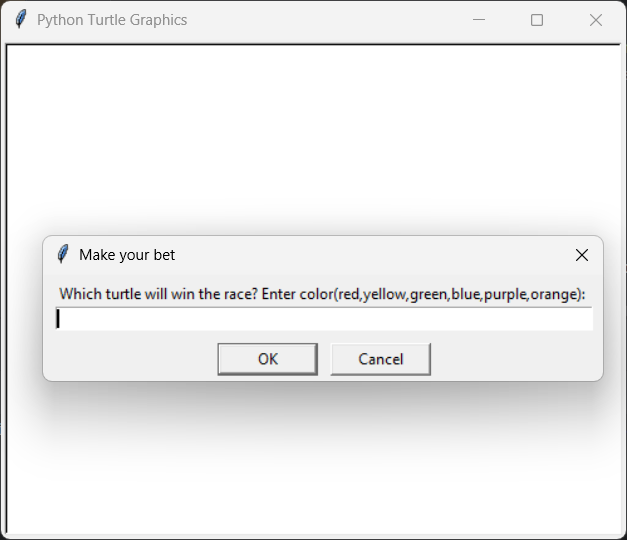 Python Turtle Graphics
Make your bet
Which turtle will win the race? Enter color(red,yellow,green,blue,purple,orange):
OK
Cancel